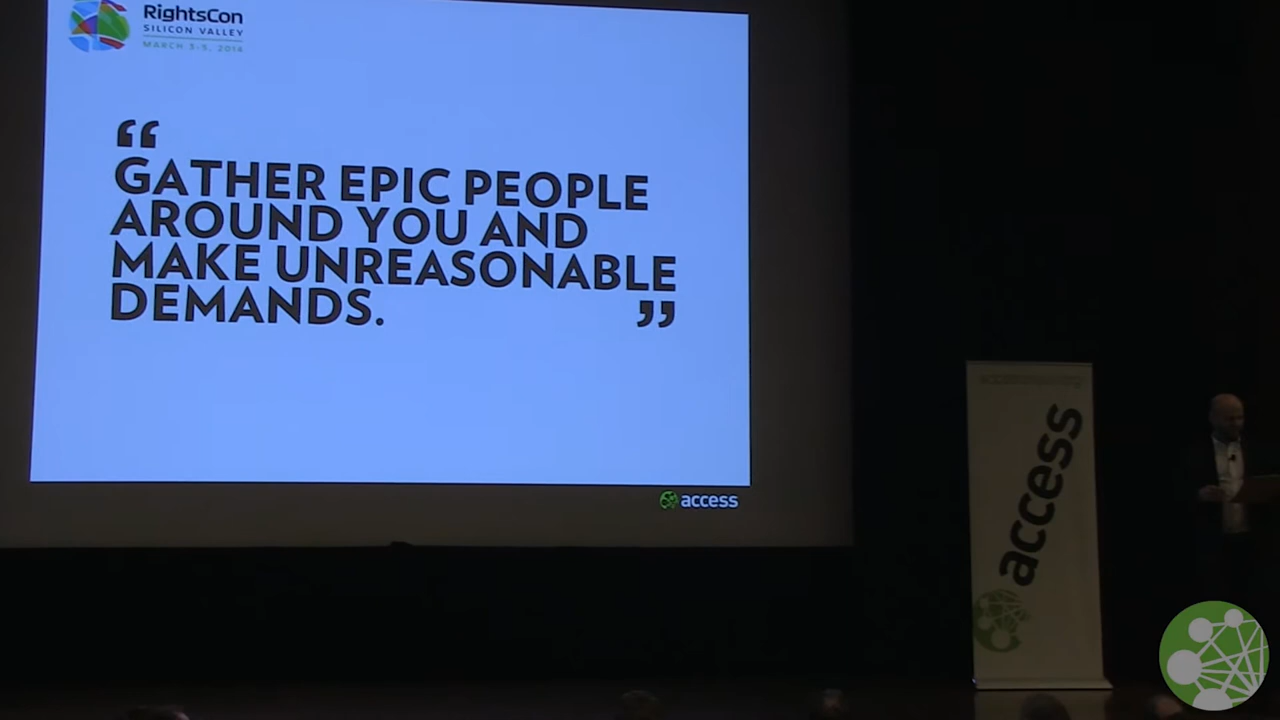 RightsCon
SILICON VALLEY
MARCH 3-5, 2014
“
GATHER EPIC PEOPLE
AROUND YOU AND
MAKE UNREASONABLE
DEMANDS.
”
access
access